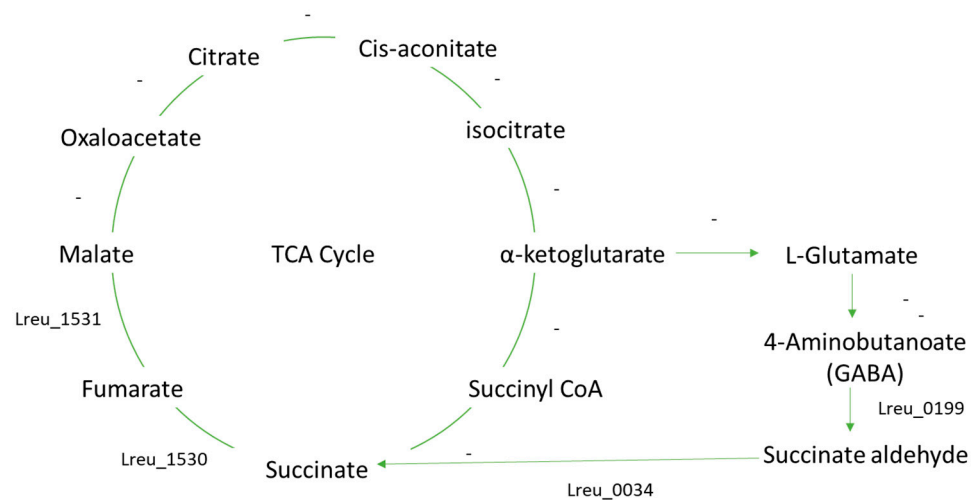 -
Citrate
Cis-aconitate
-
-
Oxaloacetate
isocitrate
-
-
-
Malate
TCA Cycle
α-ketoglutarate
L-Glutamate
-
-
Lreu_1531
-
4-Aminobutanoate
(GABA)
Fumarate
Succinyl CoA
Lreu_0199
Lreu_1530
-
Succinate aldehyde
Succinate
Lreu_0034